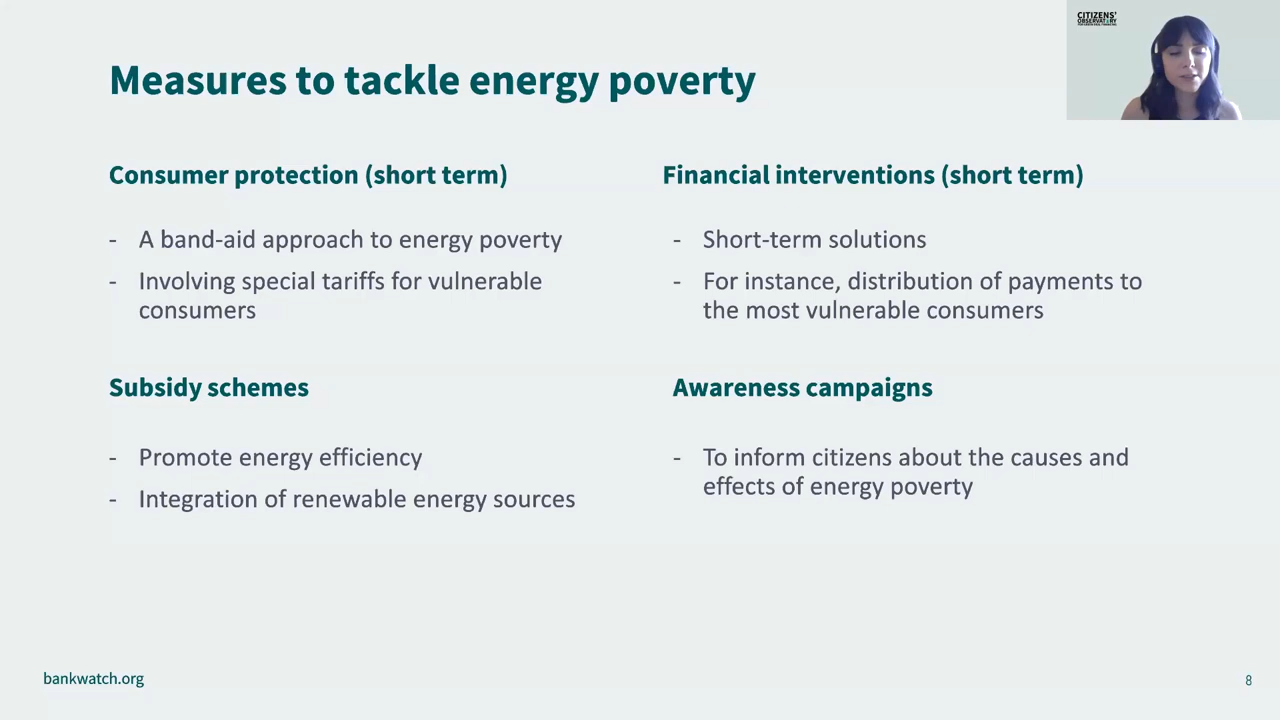 CITIZENS'
OBSERVATORY
Measures to tackle energy poverty
Consumer protection (short term)
- A band-aid approach to energy poverty
- Involving special tariffs for vulnerable
consumers
Financial interventions (short term)
- Short-term solutions
- For instance, distribution of payments to
the most vulnerable consumers
Subsidy schemes
- Promote energy efficiency
- Integration of renewable energy sources
Awareness campaigns
- To inform citizens about the causes and
effects of energy poverty
bankwatch.org
8